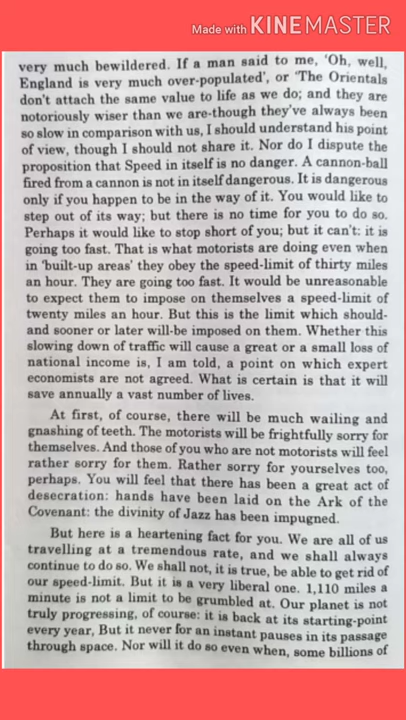 Made with KINEMASTER
very much bewildered. If a man said to me, 'Oh, well,
England is very much over-populated', or 'The Orientals
don't attach the same value to life as we do; and they are
notoriously wiser than we are-though they've always been
so slow in comparison with us, I should understand his point
of view, though I should not share it. Nor do I dispute the
proposition that Speed in itself is no danger. A cannon-ball
fired from a cannon is not in itself dangerous. It is dangerous
only if you happen to be in the way of it. You would like to
step out of its way; but there is no time for you to do so.
Perhaps it would like to stop short of you; but it can't: it is
going too fast. That is what motorists are doing even when
in 'built-up areas' they obey the speed-limit of thirty miles
an hour. They are going too fast. It would be unreasonable
to expect them to impose on themselves a speed-limit of
twenty miles an hour. But this is the limit which should-
and sooner or later will-be imposed on them. Whether this
slowing down of traffic will cause a great or a small loss of
national income is, I am told, a point on which expert
economists are not agreed. What is certain is that it will
save annually a vast number of lives.
At first, of course, there will be much wailing and
gnashing of teeth. The motorists will be frightfully sorry for
themselves. And those of you who are not motorists will feel
rather sorry for them. Rather sorry for yourselves too,
perhaps. You will feel that there has been a great act of
desecration: hands have been laid on the Ark of the
Covenant: the divinity of Jazz has been impugned.
But here is a heartening fact for you. We are all of us
travelling at a tremendous rate, and we shall always
continue to do so. We shall not, it is true, be able to get rid of
our speed-limit. But it is a very liberal one. 1,110 miles a
minute is not a limit to be grumbled at. Our planet is not
truly progressing, of course: it is back at its starting-point
every year, But it never for an instant pauses in its passage
through space. Nor will it do so even when, some billions of